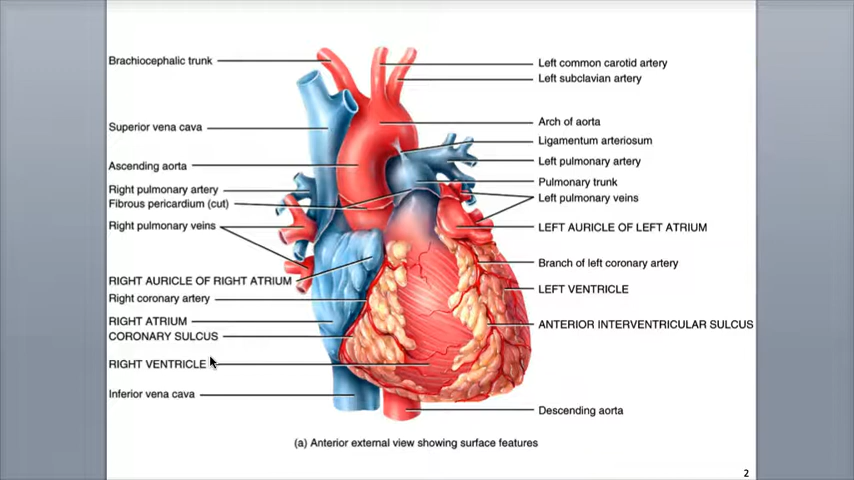 Brachiocephalic trunk
Superior vena cava
Ascending aorta
Right pulmonary artery
Fibrous pericardium (cut)
Right pulmonary veins
RIGHT AURICLE OF RIGHT ATRIUM
Right coronary artery
RIGHT ATRIUM
CORONARY SULCUS
RIGHT VENTRICLE
Inferior vena cava
Left common carotid artery
Left subclavian artery
Arch of aorta
Ligamentum arteriosum
Left pulmonary artery
Pulmonary trunk
Left pulmonary veins
LEFT AURICLE OF LEFT ATRIUM
Branch of left coronary artery
LEFT VENTRICLE
ANTERIOR INTERVENTRICULAR SULCUS
Descending aorta
(a) Anterior external view showing surface features
2